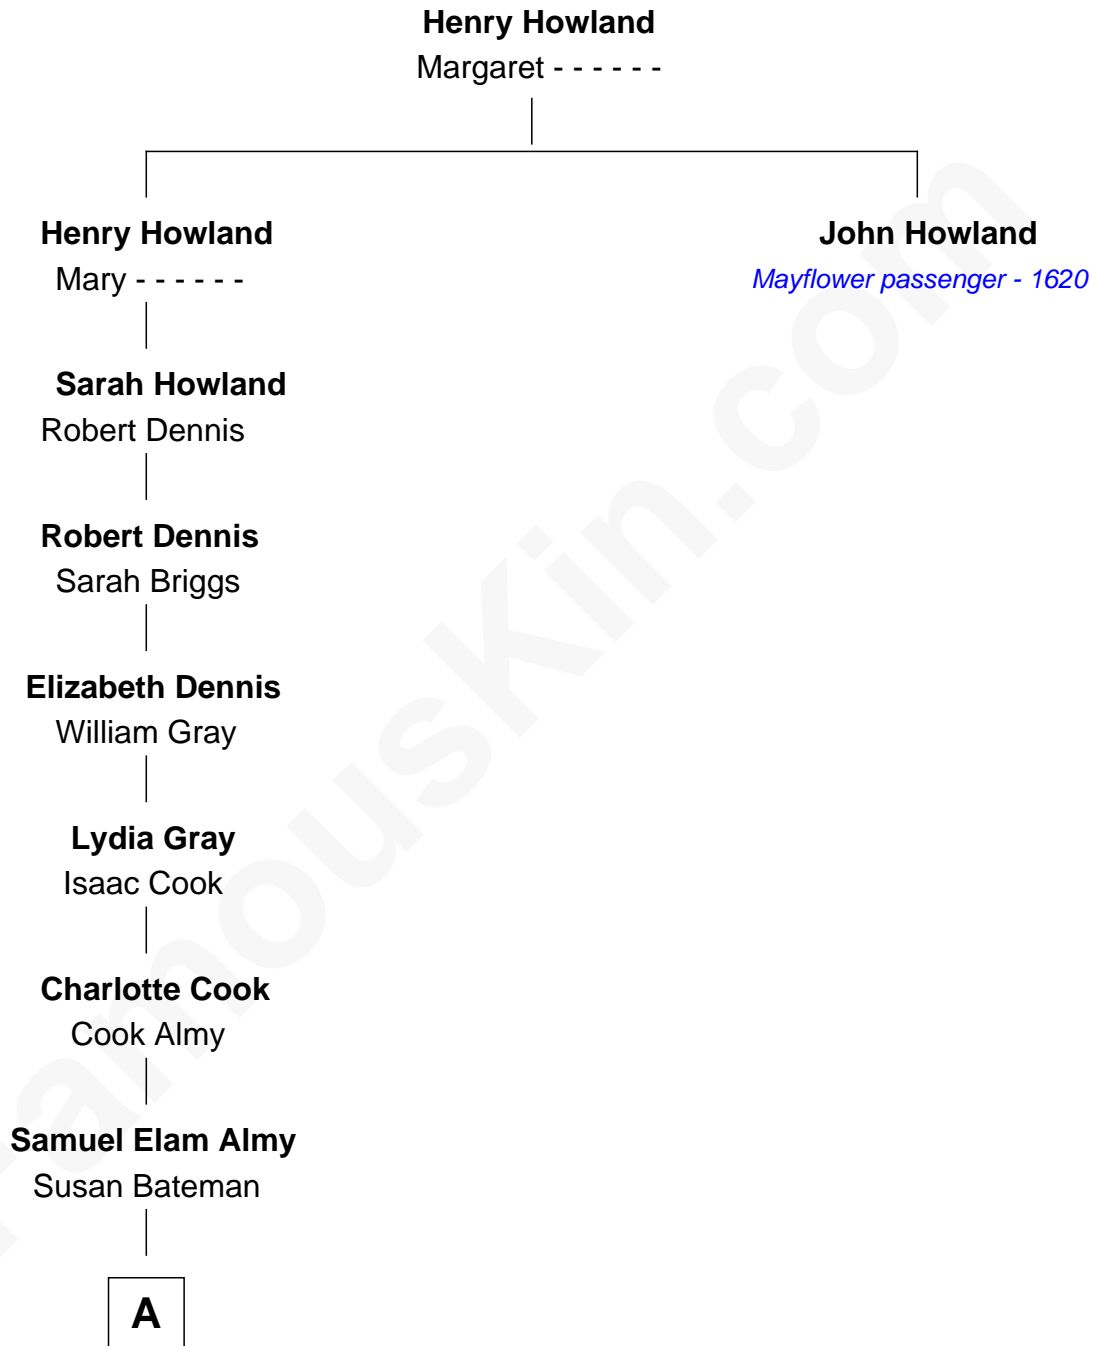 Henry Howland
Margaret - - - - - -
Henry Howland
Mary - - - - - -
John Howland
Mayflower passenger - 1620
Sarah Howland
Robert Dennis
Robert Dennis
Sarah Briggs
Elizabeth Dennis
William Gray
Lydia Gray
Isaac Cook
Charlotte Cook
Cook Almy
Samuel Elam Almy
Susan Bateman
A
FamousKin.com